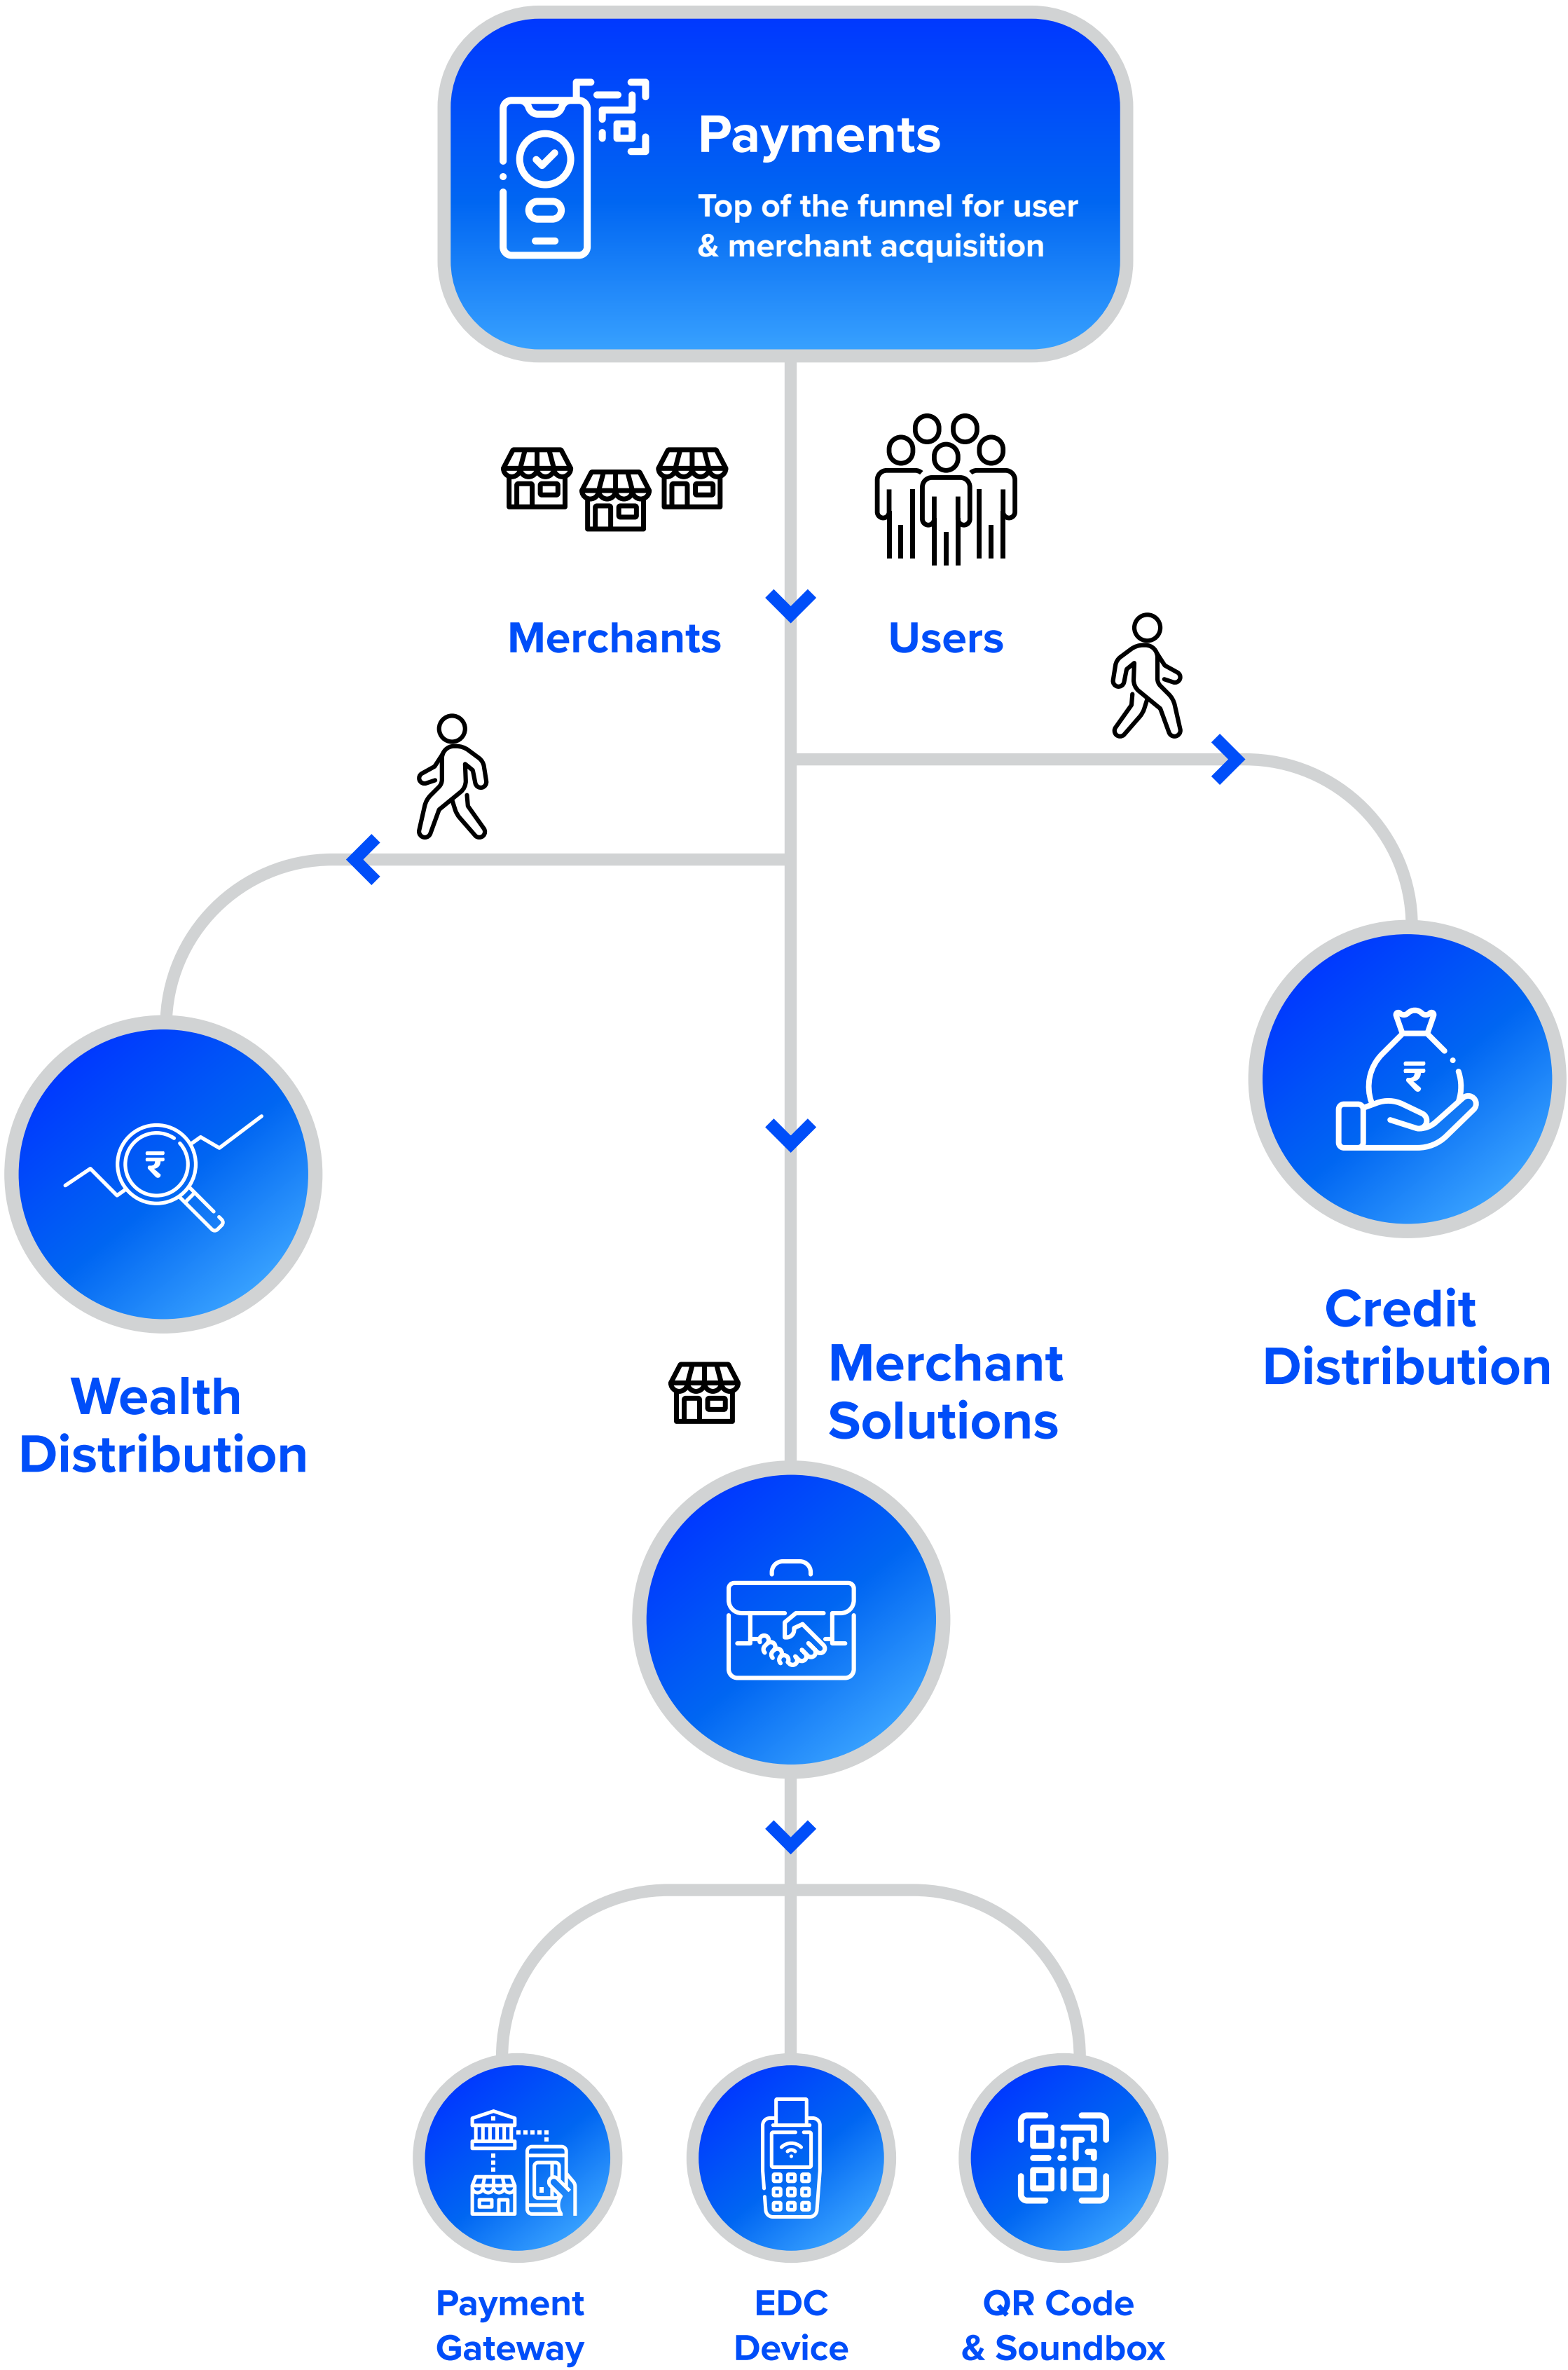 Payments
Top of the funnel for user
& merchant acquisition
Merchants
Users
Credit
Distribution
Wealth
Distribution
Merchant
Solutions
Payment
Gateway
EDC
Device
QR Code
& Soundbox